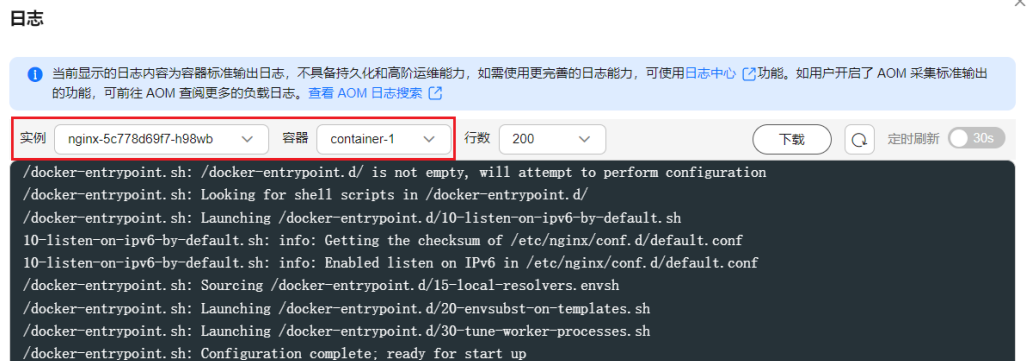 日志
当前显示的日志内容为容器标准输出日志，不具备持久化和高阶运维能力，如需使用更完善的日志能力，可使用日志中心 功能。如用户开启了 AOM 采集标准输出
的功能，可前往 AOM 查阅更多的负载日志。查看 AOM 日志搜索
实例 nginx-5c778d69f7-h98wb 容器 container-1 行数 200 下载 定时刷新 30s
/docker-entrypoint.sh: /docker-entrypoint.d/ is not empty, will attempt to perform configuration
/docker-entrypoint.sh: Looking for shell scripts in /docker-entrypoint.d/
/docker-entrypoint.sh: Launching /docker-entrypoint.d/10-listen-on-ipv6-by-default.sh
10-listen-on-ipv6-by-default.sh: info: Getting the checksum of /etc/nginx/conf.d/default.conf
10-listen-on-ipv6-by-default.sh: info: Enabled listen on IPv6 in /etc/nginx/conf.d/default.conf
/docker-entrypoint.sh: Sourcing /docker-entrypoint.d/15-local-resolvers.envsh
/docker-entrypoint.sh: Launching /docker-entrypoint.d/20-envsubst-on-templates.sh
/docker-entrypoint.sh: Launching /docker-entrypoint.d/30-tune-worker-processes.sh
/docker-entrypoint.sh: Configuration complete; ready for start up